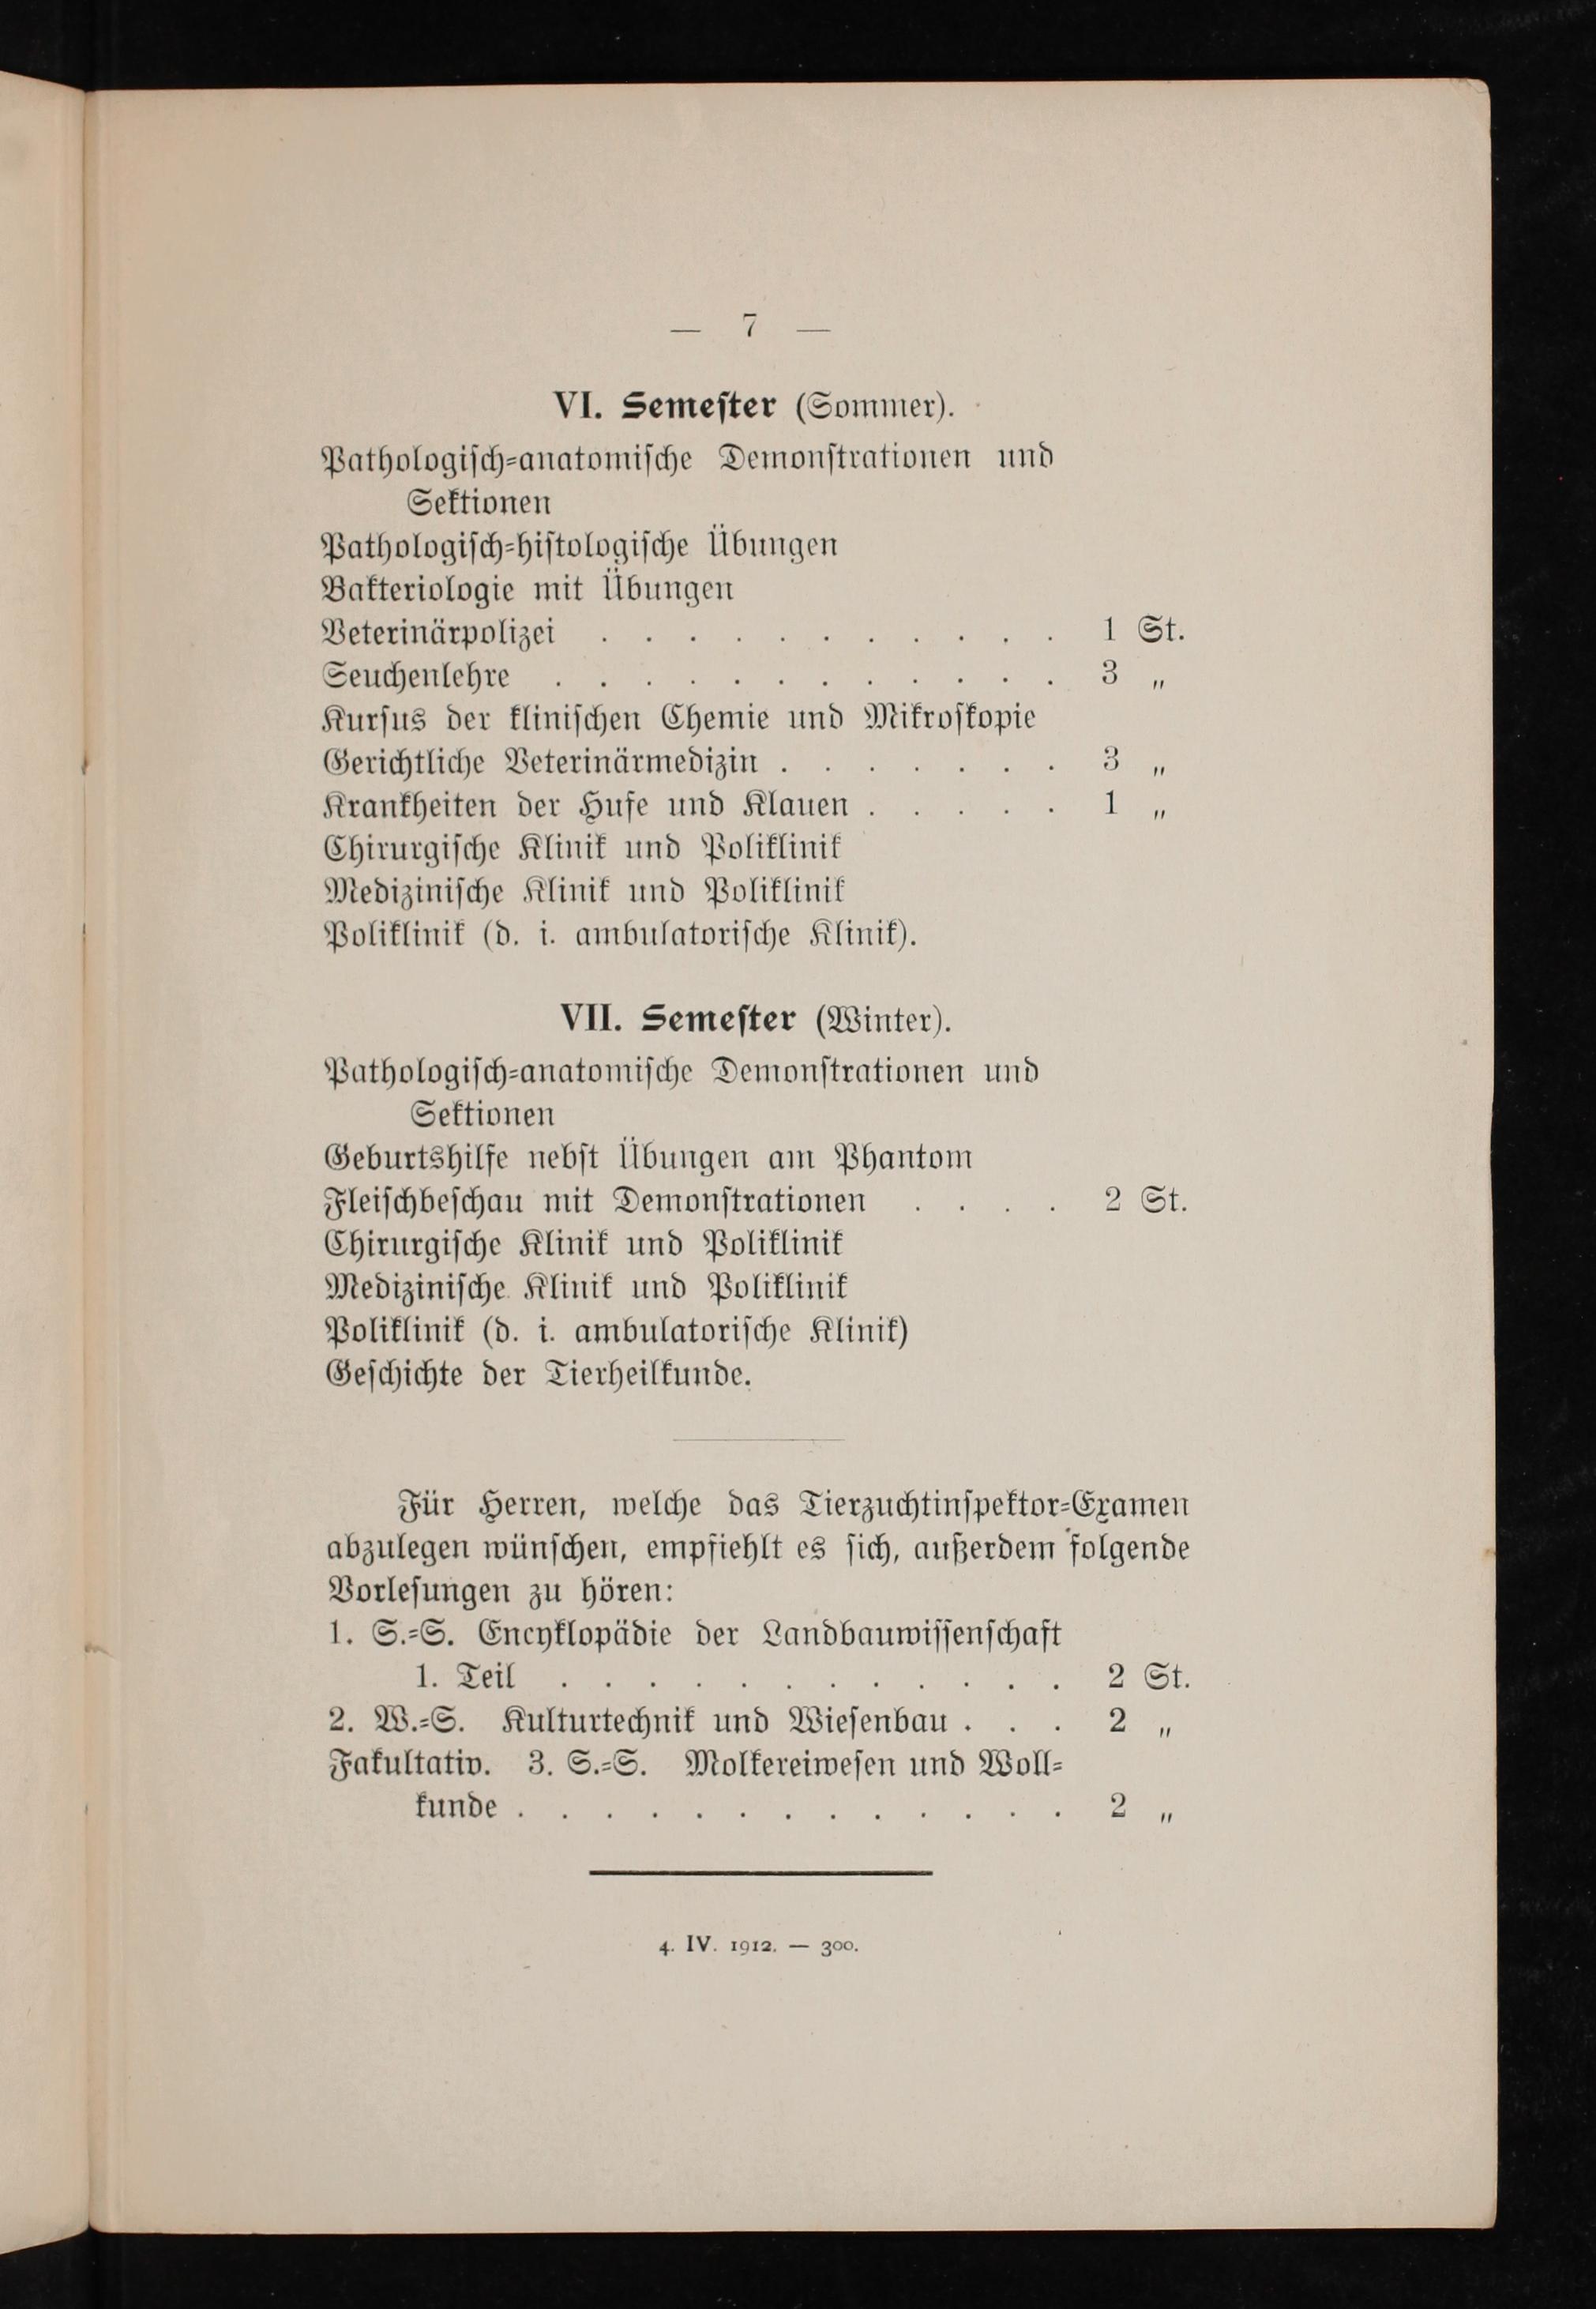 — 7 —
VI. Semeſter (Sommer).
Pathologiſch-anatomiſche Demonſtrationen und
Sektionen
Pathologiſch-hiſtologiſche Übungen
Bakteriologie mit Übungen
Veterinärpolizei . . . . . . . . . . . 1 St.
Seuchenlehre . . . . . . . . . . . . 3 „
Kurſus der kliniſchen Chemie und Mikroſkopie
Gerichtliche Veterinärmedizin . . . . . . . 3 „
Krankheiten der Hufe und Klauen . . . . . 1 „
Chirurgiſche Klinik und Poliklinik
Mediziniſche Klinik und Poliklinik
Poliklinik (d. i. ambulatoriſche Klinik).
VII. Semeſter (Winter).
Pathologiſch-anatomiſche Demonſtrationen und
Sektionen
Geburtshilfe nebſt Übungen am Phantom
Fleiſchbeſchau mit Demonſtrationen . . . . 2 St.
Chirurgiſche Klinik und Poliklinik
Mediziniſche Klinik und Poliklinik
Poliklinik (d. i. ambulatoriſche Klinik)
Geſchichte der Tierheilkunde.
Für Herren, welche das Tierzuchtinſpektor-Examen
abzulegen wünſchen, empfiehlt es ſich, außerdem folgende
Vorleſungen zu hören:
1. S.-S. Encyklopädie der Landbauwiſſenſchaft
1. Teil . . . . . . . . . . . . 2 St.
2. W.-S. Kulturtechnik und Wieſenbau . . . 2 „
Fakultativ. 3. S.-S. Molkereiweſen und Woll-
kunde . . . . . . . . . . . . . 2 „
4. IV. 1912. — 300.